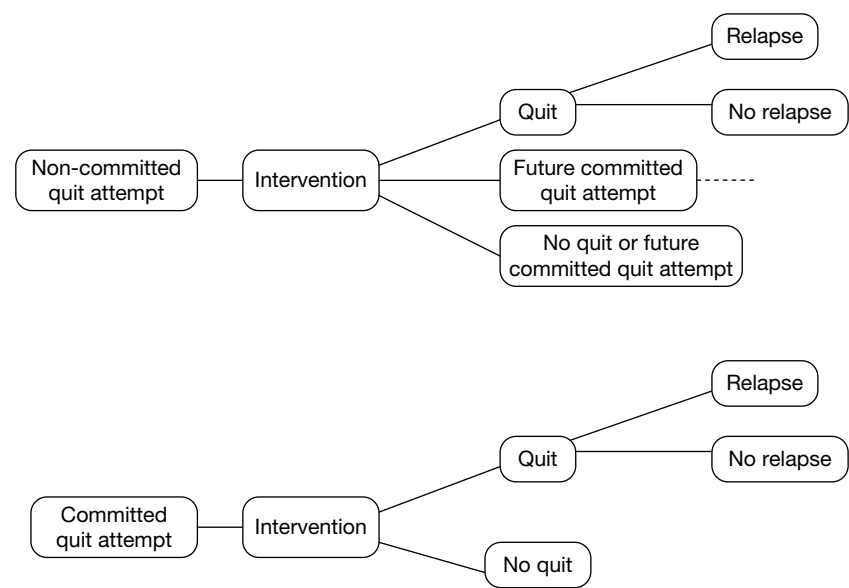 Relapse
Quit
No relapse
Non-committed
quit attempt
Intervention
Future committed
quit attempt
No quit or future
committed quit attempt
Relapse
Quit
No relapse
Committed
quit attempt
Intervention
No quit